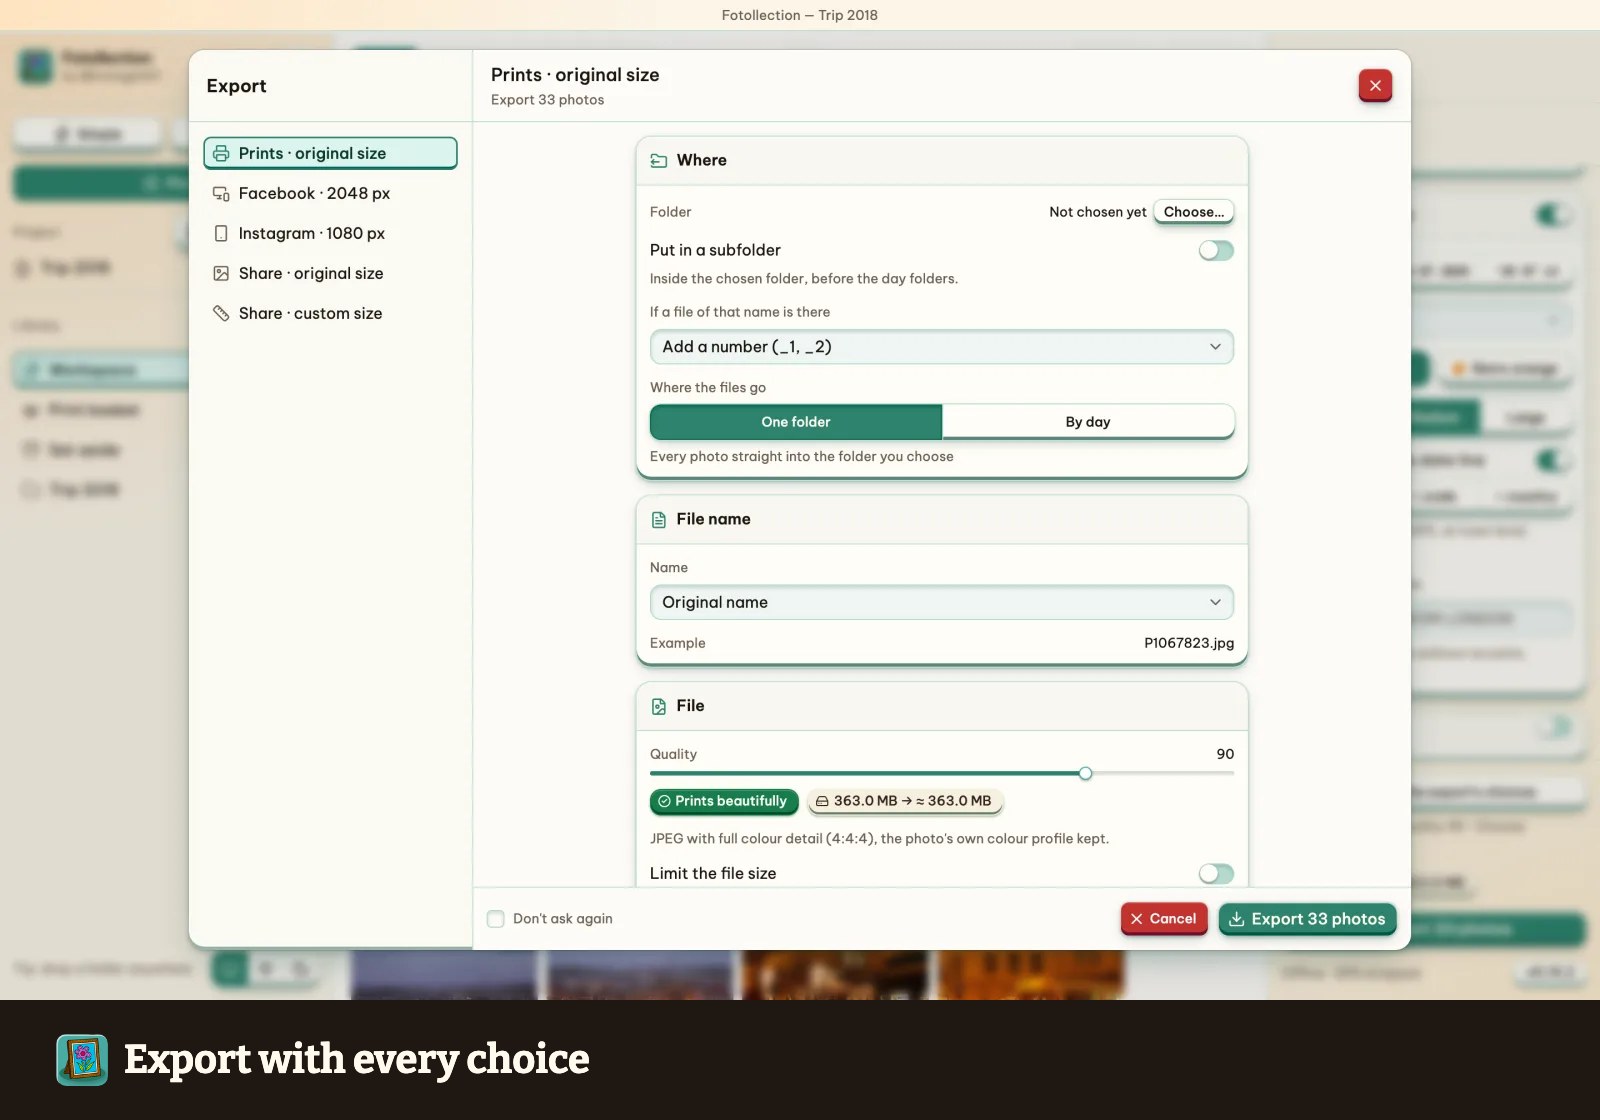 Fotollection — Trip 2018
Export
Prints · original size
Facebook · 2048 px
Instagram · 1080 px
Share · original size
Share · custom size
Prints · original size
Export 33 photos
Where
Folder
Not chosen yet
Choose...
Put in a subfolder
Inside the chosen folder, before the day folders.
If a file of that name is there
Add a number (_1, _2)
Where the files go
One folder
By day
Every photo straight into the folder you choose
File name
Name
Original name
Example
P1067823.jpg
File
Quality
90
Prints beautifully
363.0 MB → ≈ 363.0 MB
JPEG with full colour detail (4:4:4), the photo's own colour profile kept.
Limit the file size
Don't ask again
Cancel
Export 33 photos
Export with every choice